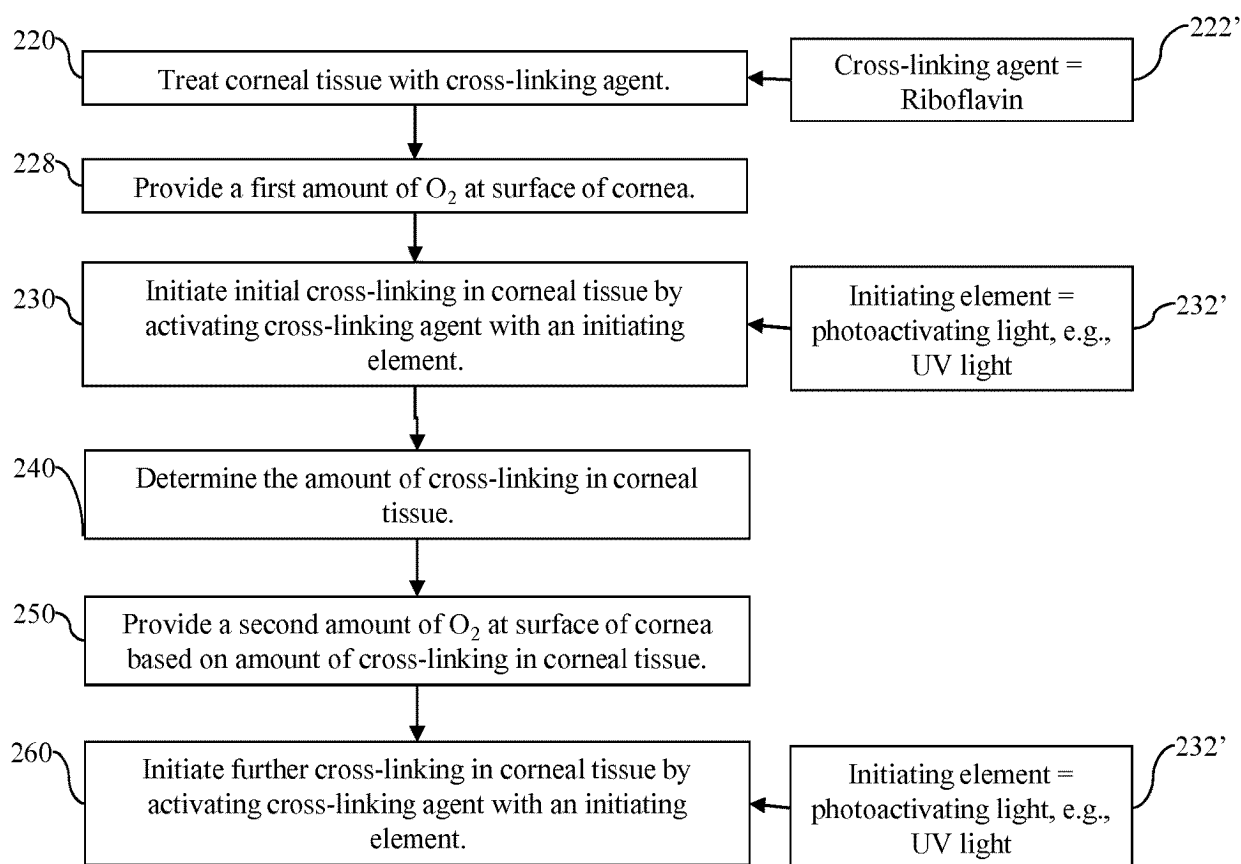 220
Treat corneal tissue with cross-linking agent.
Cross-linking agent =
Riboflavin
222’
228
Provide a first amount of O2 at surface of cornea.
230
Initiate initial cross-linking in corneal tissue by
activating cross-linking agent with an initiating
element.
Initiating element =
photoactivating light, e.g.,
UV light
232’
240
Determine the amount of cross-linking in corneal
tissue.
250
Provide a second amount of O2 at surface of cornea
based on amount of cross-linking in corneal tissue.
260
Initiate further cross-linking in corneal tissue by
activating cross-linking agent with an initiating
element.
Initiating element =
photoactivating light, e.g.,
UV light
232’